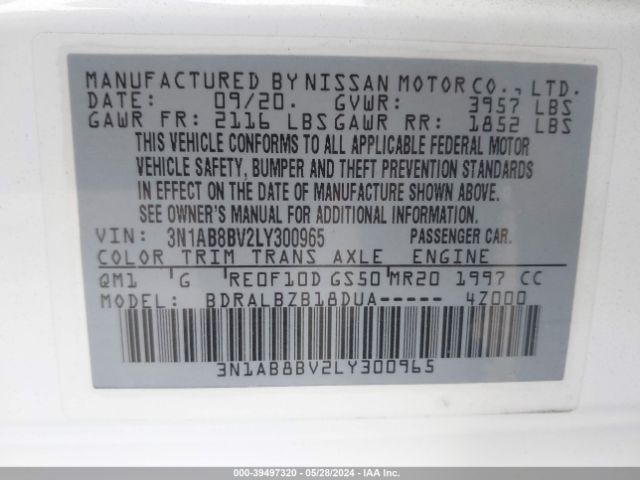 MANUFACTURED BY NISSAN MOTOR CO., LTD.
DATE: 09/20. GVWR: 3957 LBS
GAWR FR: 2116 LBS GAWR RR: 1852 LBS
THIS VEHICLE CONFORMS TO ALL APPLICABLE FEDERAL MOTOR
VEHICLE SAFETY, BUMPER AND THEFT PREVENTION STANDARDS
IN EFFECT ON THE DATE OF MANUFACTURE SHOWN ABOVE.
SEE OWNER'S MANUAL FOR ADDITIONAL INFORMATION.
VIN: 3N1AB8BV2LY300965 PASSENGER CAR.
COLOR TRIM TRANS AXLE ENGINE
QM1 G RE0F10D GS50 MR20 1997 CC
MODEL: BDRALBZB18DUA----- 4Z000
3N1AB8BV2LY300965
000-39497320 - 05/28/2024 - IAA Inc.